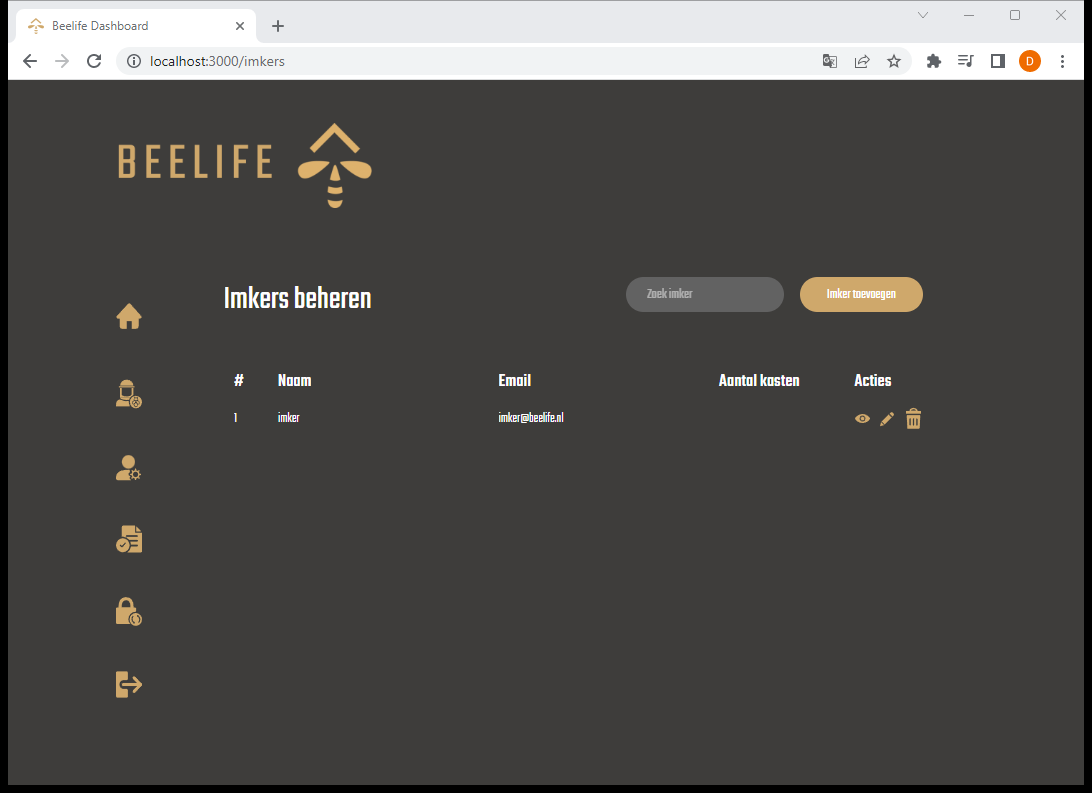 Beelife Dashboard
localhost:3000/imkers
D
BEELIFE
Imkers beheren
Zoek imker
Imker toevoegen
# Naam Email Aantal kasten Acties
1 imker imker@beelife.nl